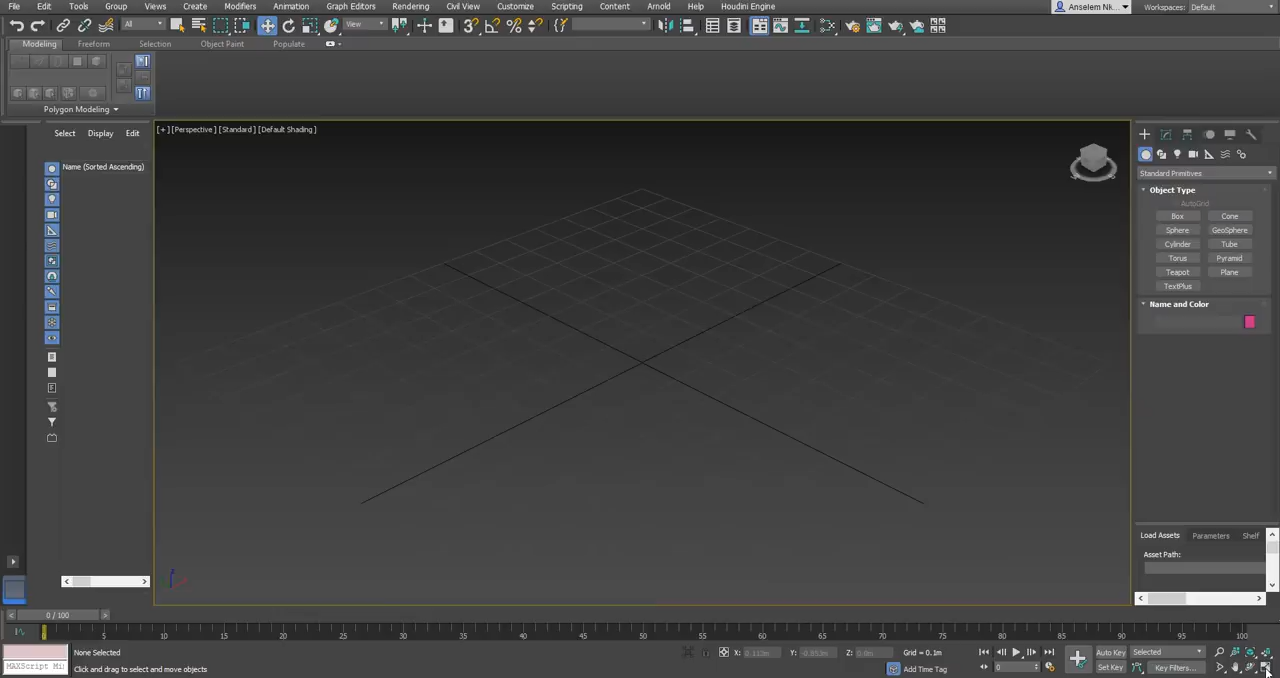 File Edit Tools Group Views Create Modifiers Animation Graph Editors Rendering Civil View Customize Scripting Content Arnold Help Houdini Engine Anselm Nk... Workspaces: Default
All View
Modeling Freeform Selection Object Paint Populate
Polygon Modeling
Select Display Edit
Name (Sorted Ascending)
[+] [Perspective] [Standard] [Default Shading]
Standard Primitives
Object Type
AutoGrid
Box Cone
Sphere GeoSphere
Cylinder Tube
Torus Pyramid
Teapot Plane
TextPlus
Name and Color
Load Assets Parameters Shelf
Asset Path:
z
0 / 100
0 5 10 15 20 25 30 35 40 45 50 55 60 65 70 75 80 85 90 95 100
None Selected X: Y: Z: 0.0m Grid = 0.1m Auto Key Selected
MAXScript Mi: Click and drag to select and move objects Add Time Tag 0 Set Key Key Filters...